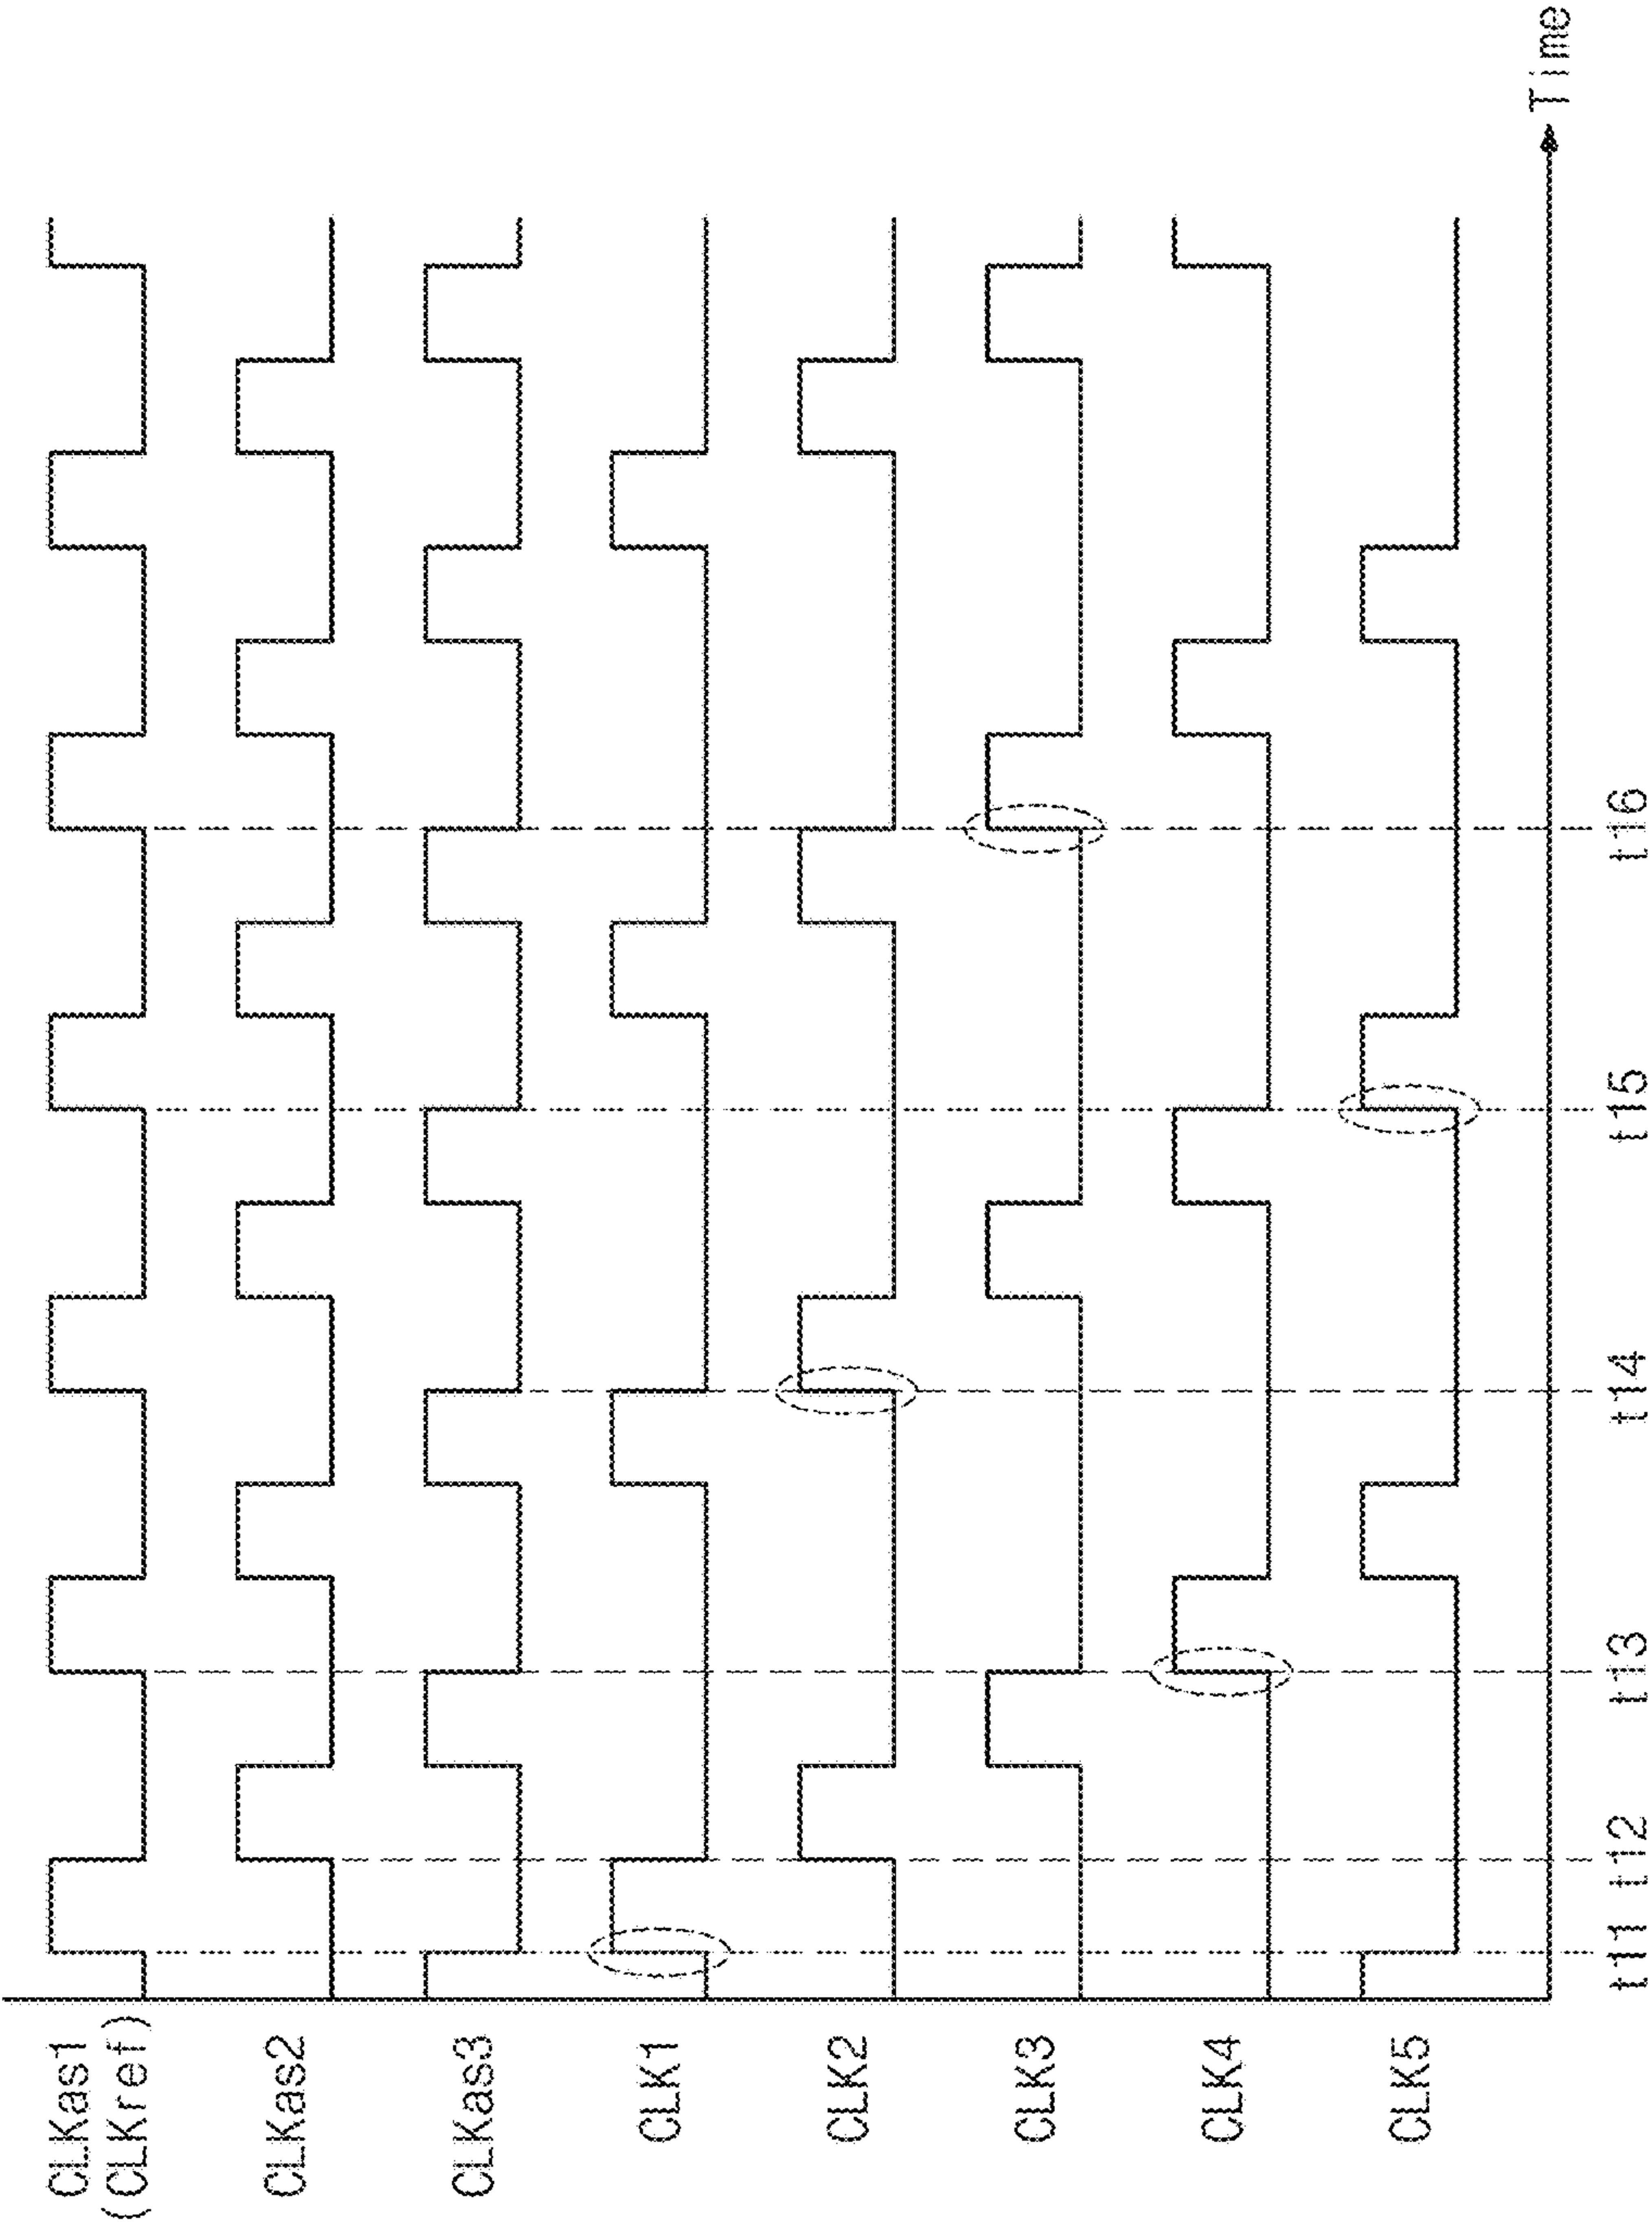 CLKas1
(CLKref)
CLKas2
CLKas3
CLK1
CLK2
CLK3
CLK4
CLK5
t11 t12 t13 t14 t15 t16
Time